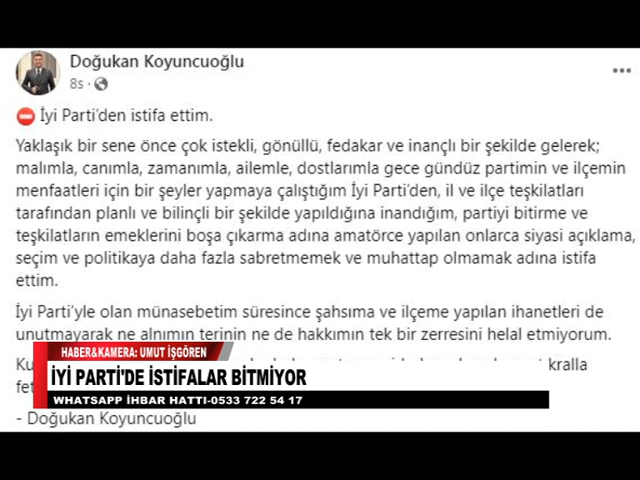 Doğukan Koyuncuoğlu
8s
İyi Parti’den istifa ettim.
Yaklaşık bir sene önce çok istekli, gönüllü, fedakar ve inançlı bir şekilde gelerek;
malımla, canımla, zamanımla, ailemle, dostlarımla gece gündüz partimin ve ilçemin
menfaatleri için bir şeyler yapmaya çalıştığım İyi Parti’den, il ve ilçe teşkilatları
tarafından planlı ve bilinçli bir şekilde yapıldığına inandığım, partiyi bitirme ve
teşkilatların emeklerini boşa çıkarma adına amatörce yapılan onlarca siyasi açıklama,
seçim ve politikaya daha fazla sabretmemek ve muhattap olmamak adına istifa
ettim.
İyi Parti’yle olan münasebetim süresince şahsıma ve ilçeme yapılan ihanetleri de
unutmayarak ne alnımın terinin ne de hakkımın tek bir zerresini helal etmiyorum.
kralla
HABER&KAMERA: UMUT İŞGÖREN
İYİ PARTİ'DE İSTİFALAR BİTMİYOR
WHATSAPP İHBAR HATTI-0533 722 54 17
- Doğukan Koyuncuoğlu